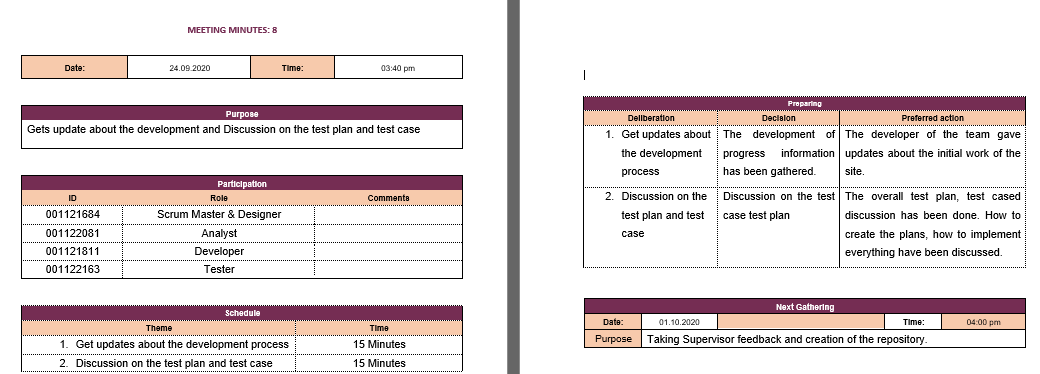 MEETING MINUTES: 8
Date: 24.09.2020 Time: 03:40 pm
Purpose
Gets update about the development and Discussion on the test plan and test case
Participation
ID Role Comments
001121684 Scrum Master & Designer
001122081 Analyst
001121811 Developer
001122163 Tester
Schedule
Theme Time
1. Get updates about the development process 15 Minutes
2. Discussion on the test plan and test case 15 Minutes
Preparing
Deliberation Decision Preferred action
1. Get updates about
the development
process
The development of
progress information
has been gathered.
The developer of the team gave
updates about the initial work of the
site.
2. Discussion on the
test plan and test
case
Discussion on the test
case test plan
The overall test plan, test cased
discussion has been done. How to
create the plans, how to implement
everything have been discussed.
Next Gathering
Date: 01.10.2020 Time: 04:00 pm
Purpose Taking Supervisor feedback and creation of the repository.